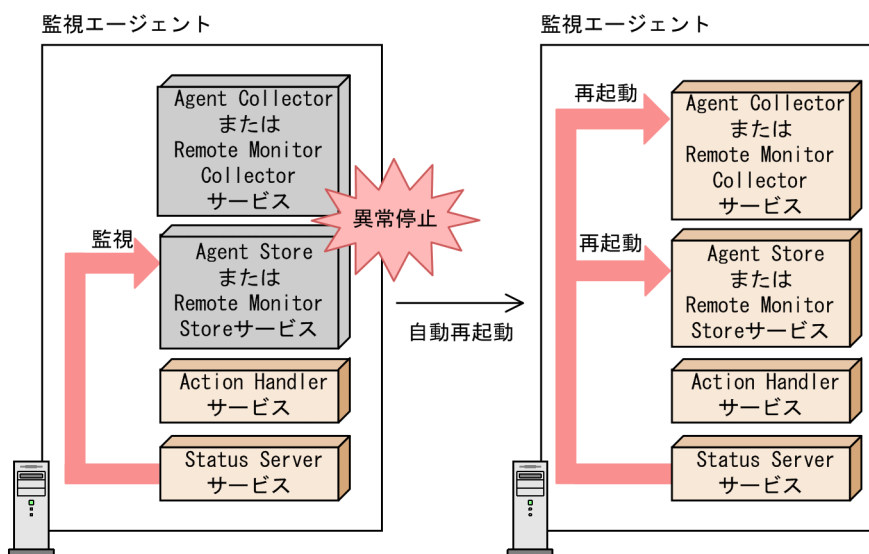 監視エージェント
Agent Collector
または
Remote Monitor
Collector
サービス
異常停止
監視
Agent Store
または
Remote Monitor
Storeサービス
Action Handler
サービス
Status Server
サービス
自動再起動
監視エージェント
再起動
Agent Collector
または
Remote Monitor
Collector
サービス
再起動
Agent Store
または
Remote Monitor
Storeサービス
Action Handler
サービス
Status Server
サービス